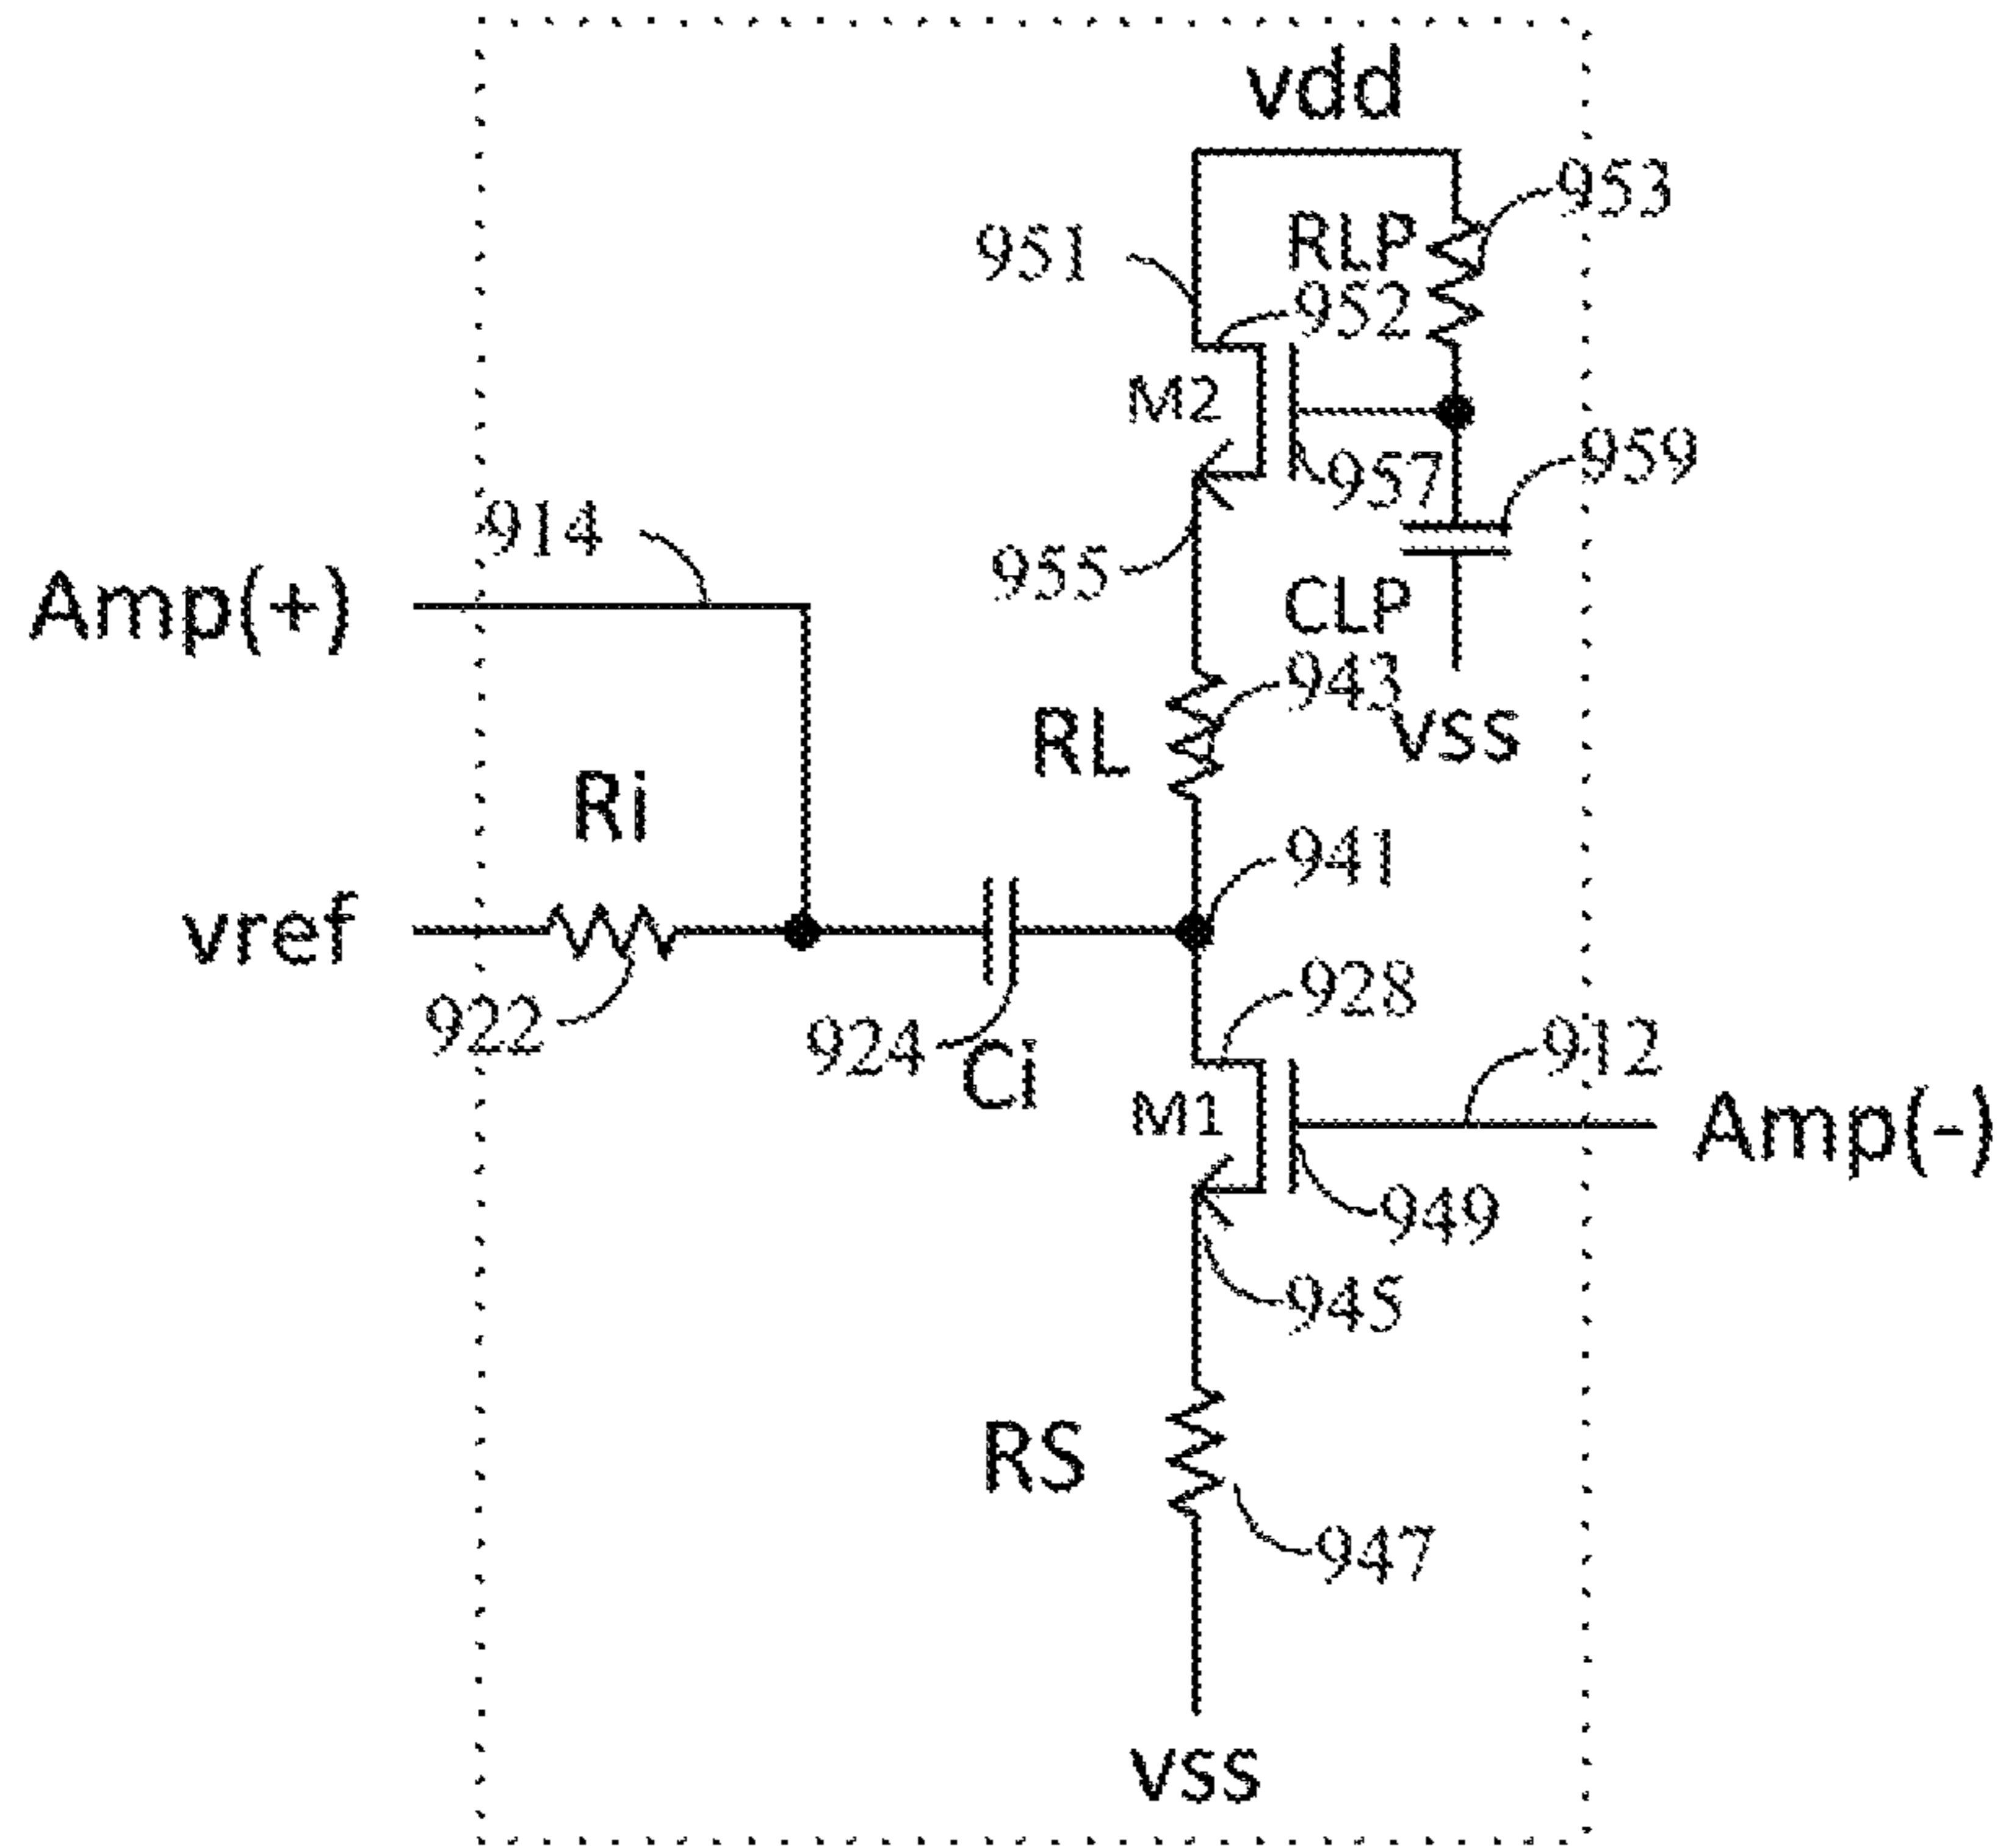 vdd
953
951
RLP
952
M2
957
959
914
955
Amp(+)
CLP
943
RL
vss
Ri
941
vref
928
922
924
Ci
912
M1
Amp(-)
949
945
RS
947
vss